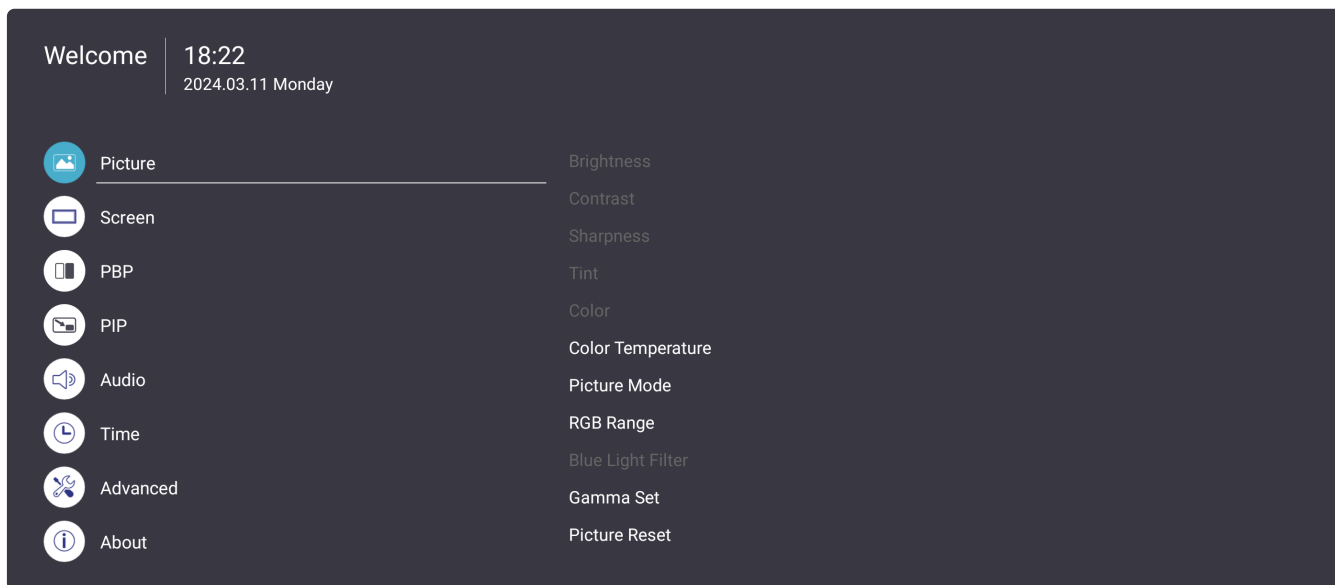 Welcome
18:22
2024.03.11 Monday
Picture
Screen
PBP
PIP
Audio
Time
Advanced
About
Brightness
Contrast
Sharpness
Tint
Color
Color Temperature
Picture Mode
RGB Range
Blue Light Filter
Gamma Set
Picture Reset